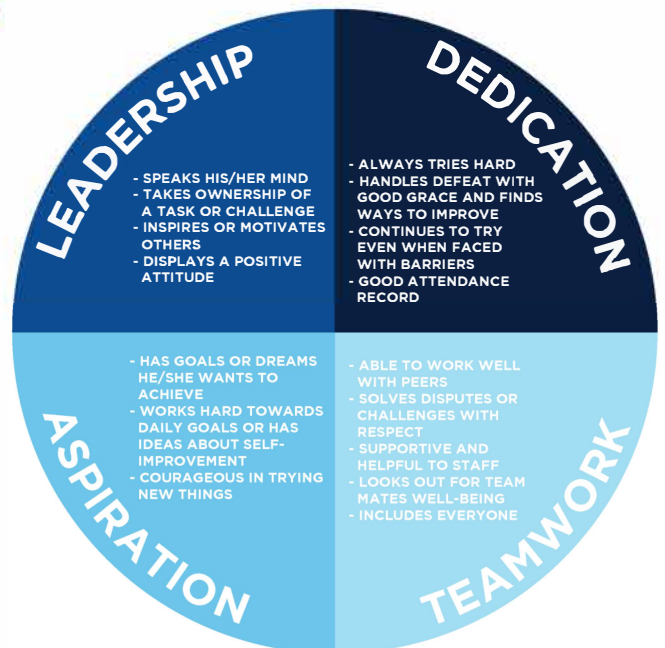 LEADERSHIP
- SPEAKS HIS/HER MIND
- TAKES OWNERSHIP OF
A TASK OR CHALLENGE
- INSPIRES OR MOTIVATES
OTHERS
- DISPLAYS A POSITIVE
ATTITUDE
DEDICATION
- ALWAYS TRIES HARD
- HANDLES DEFEAT WITH
GOOD GRACE AND FINDS
WAYS TO IMPROVE
- CONTINUES TO TRY
EVEN WHEN FACED
WITH BARRIERS
- GOOD ATTENDANCE
RECORD
ASPIRATION
- HAS GOALS OR DREAMS
HE/SHE WANTS TO
ACHIEVE
- WORKS HARD TOWARDS
DAILY GOALS OR HAS
IDEAS ABOUT SELF-
IMPROVEMENT
- COURAGEOUS IN TRYING
NEW THINGS
TEAMWORK
- ABLE TO WORK WELL
WITH PEERS
- SOLVES DISPUTES OR
CHALLENGES WITH
RESPECT
- SUPPORTIVE AND
HELPFUL TO STAFF
- LOOKS OUT FOR TEAM
MATES WELL-BEING
- INCLUDES EVERYONE